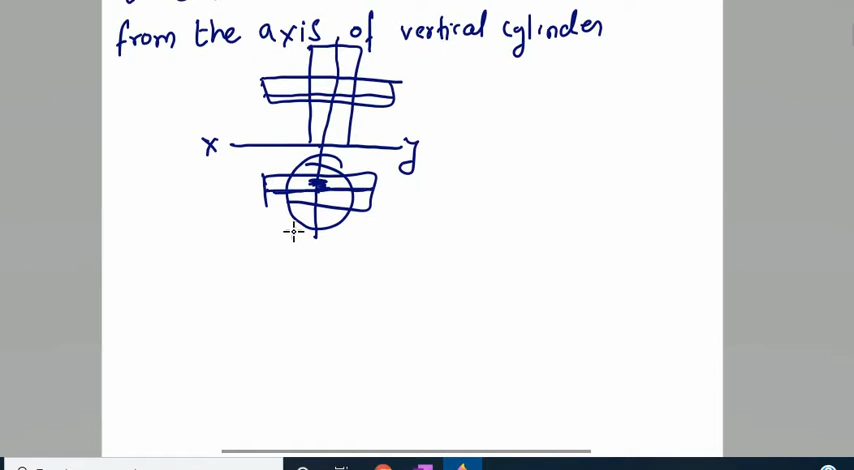 from the axis of vertical cylinder
x y